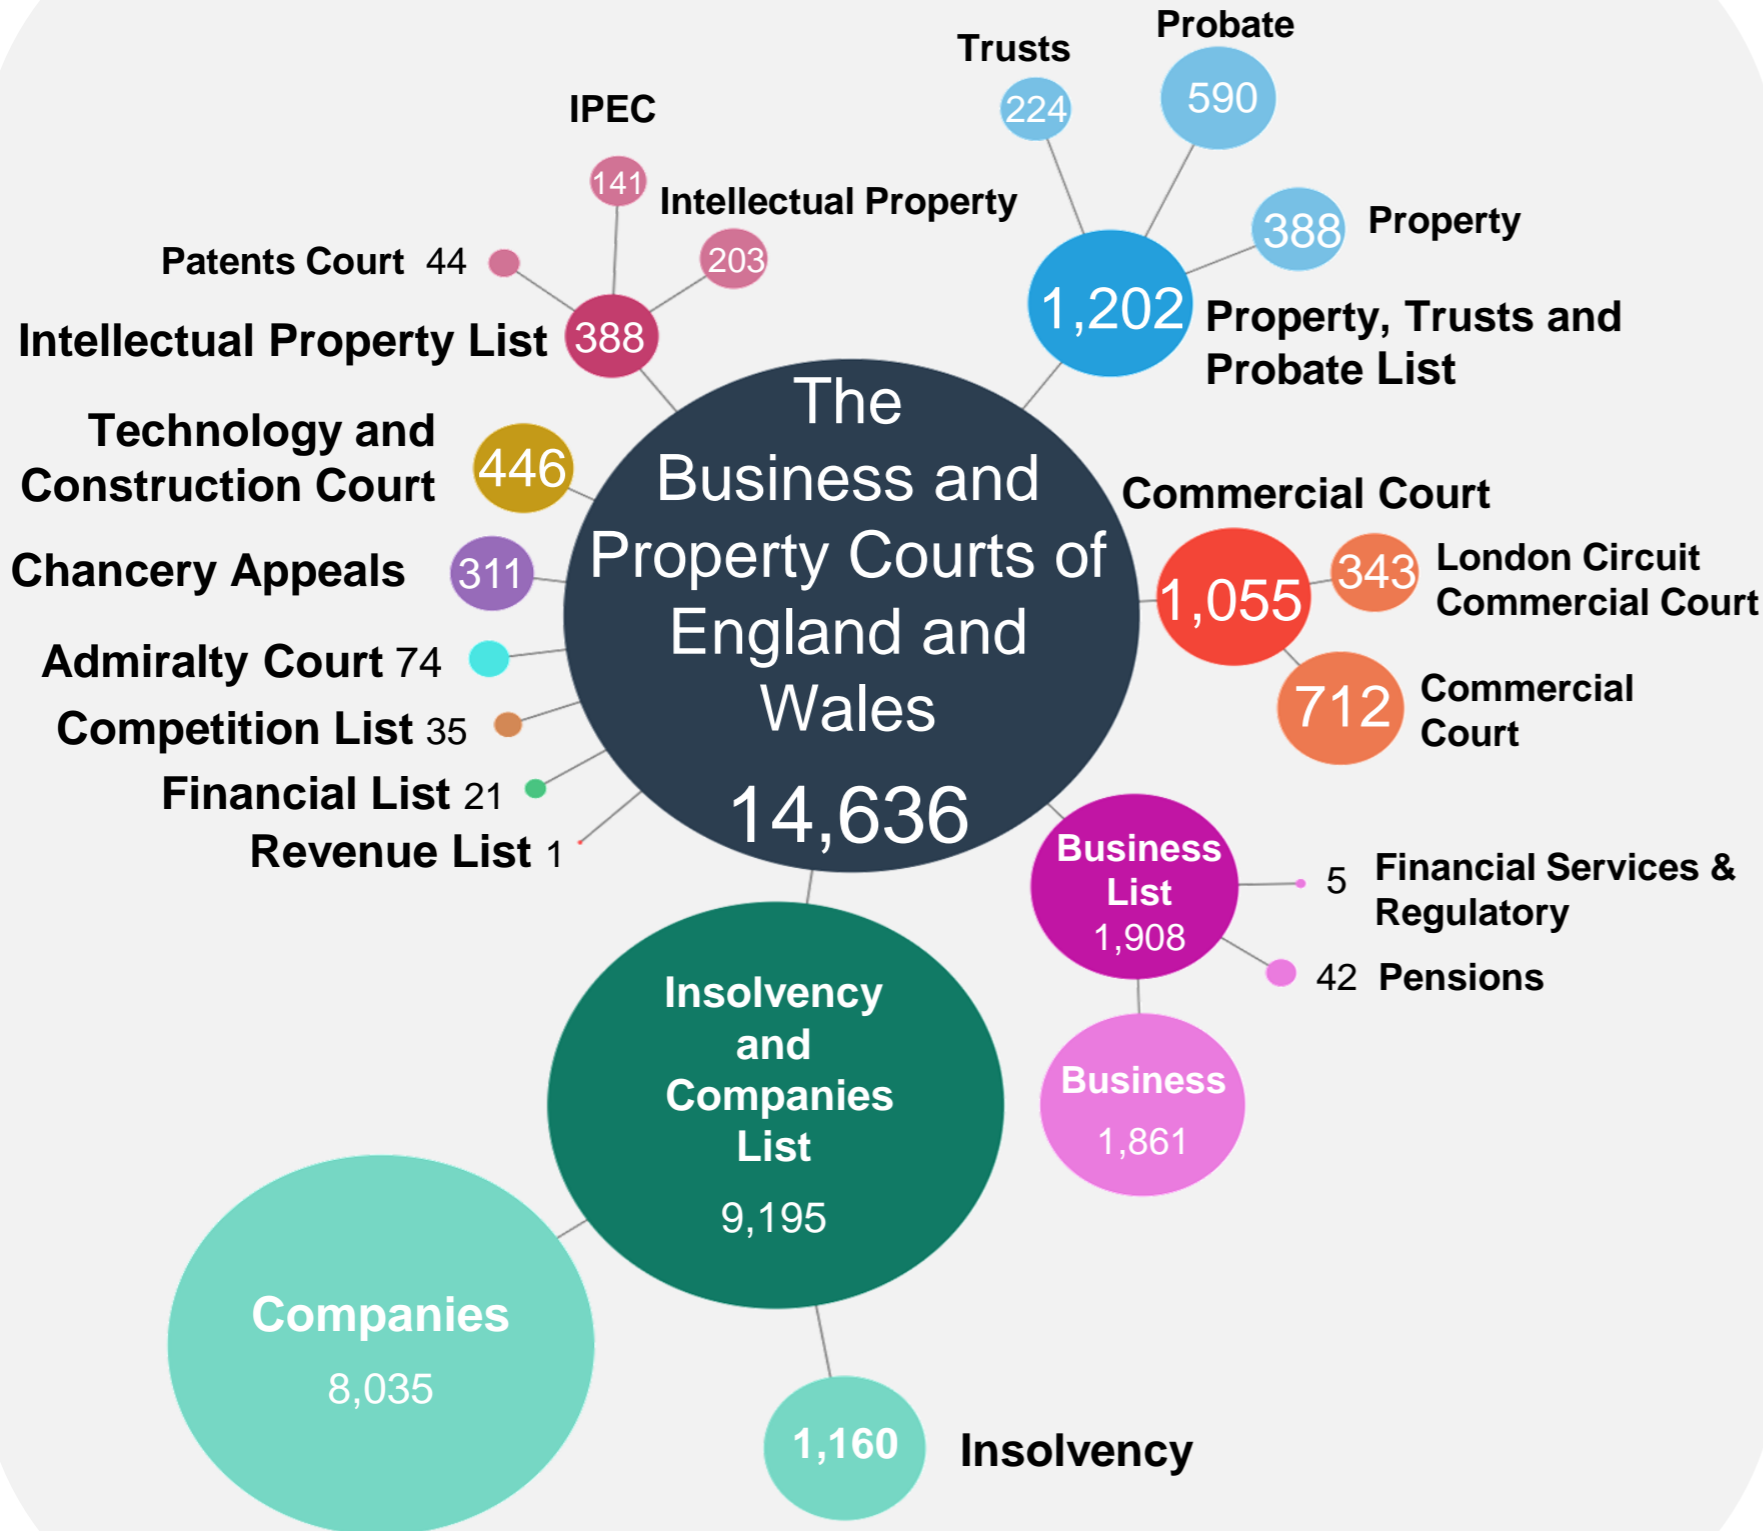 Probate
Trusts
590
224
IPEC
141
Intellectual Property
203
Patents Court 44
Intellectual Property List 388
388 Property
1,202 Property, Trusts and
Probate List
The
Business and
Property Courts of
England and
Wales
14,636
Technology and
Construction Court
446
Chancery Appeals 311
Admiralty Court 74
Competition List 35
Financial List 21
Revenue List 1
Commercial Court
1,055
343
London Circuit
Commercial Court
712
Commercial
Court
Business
List
1,908
5 Financial Services &
Regulatory
42 Pensions
Business
1,861
Insolvency
and
Companies
List
9,195
Companies
8,035
1,160 Insolvency